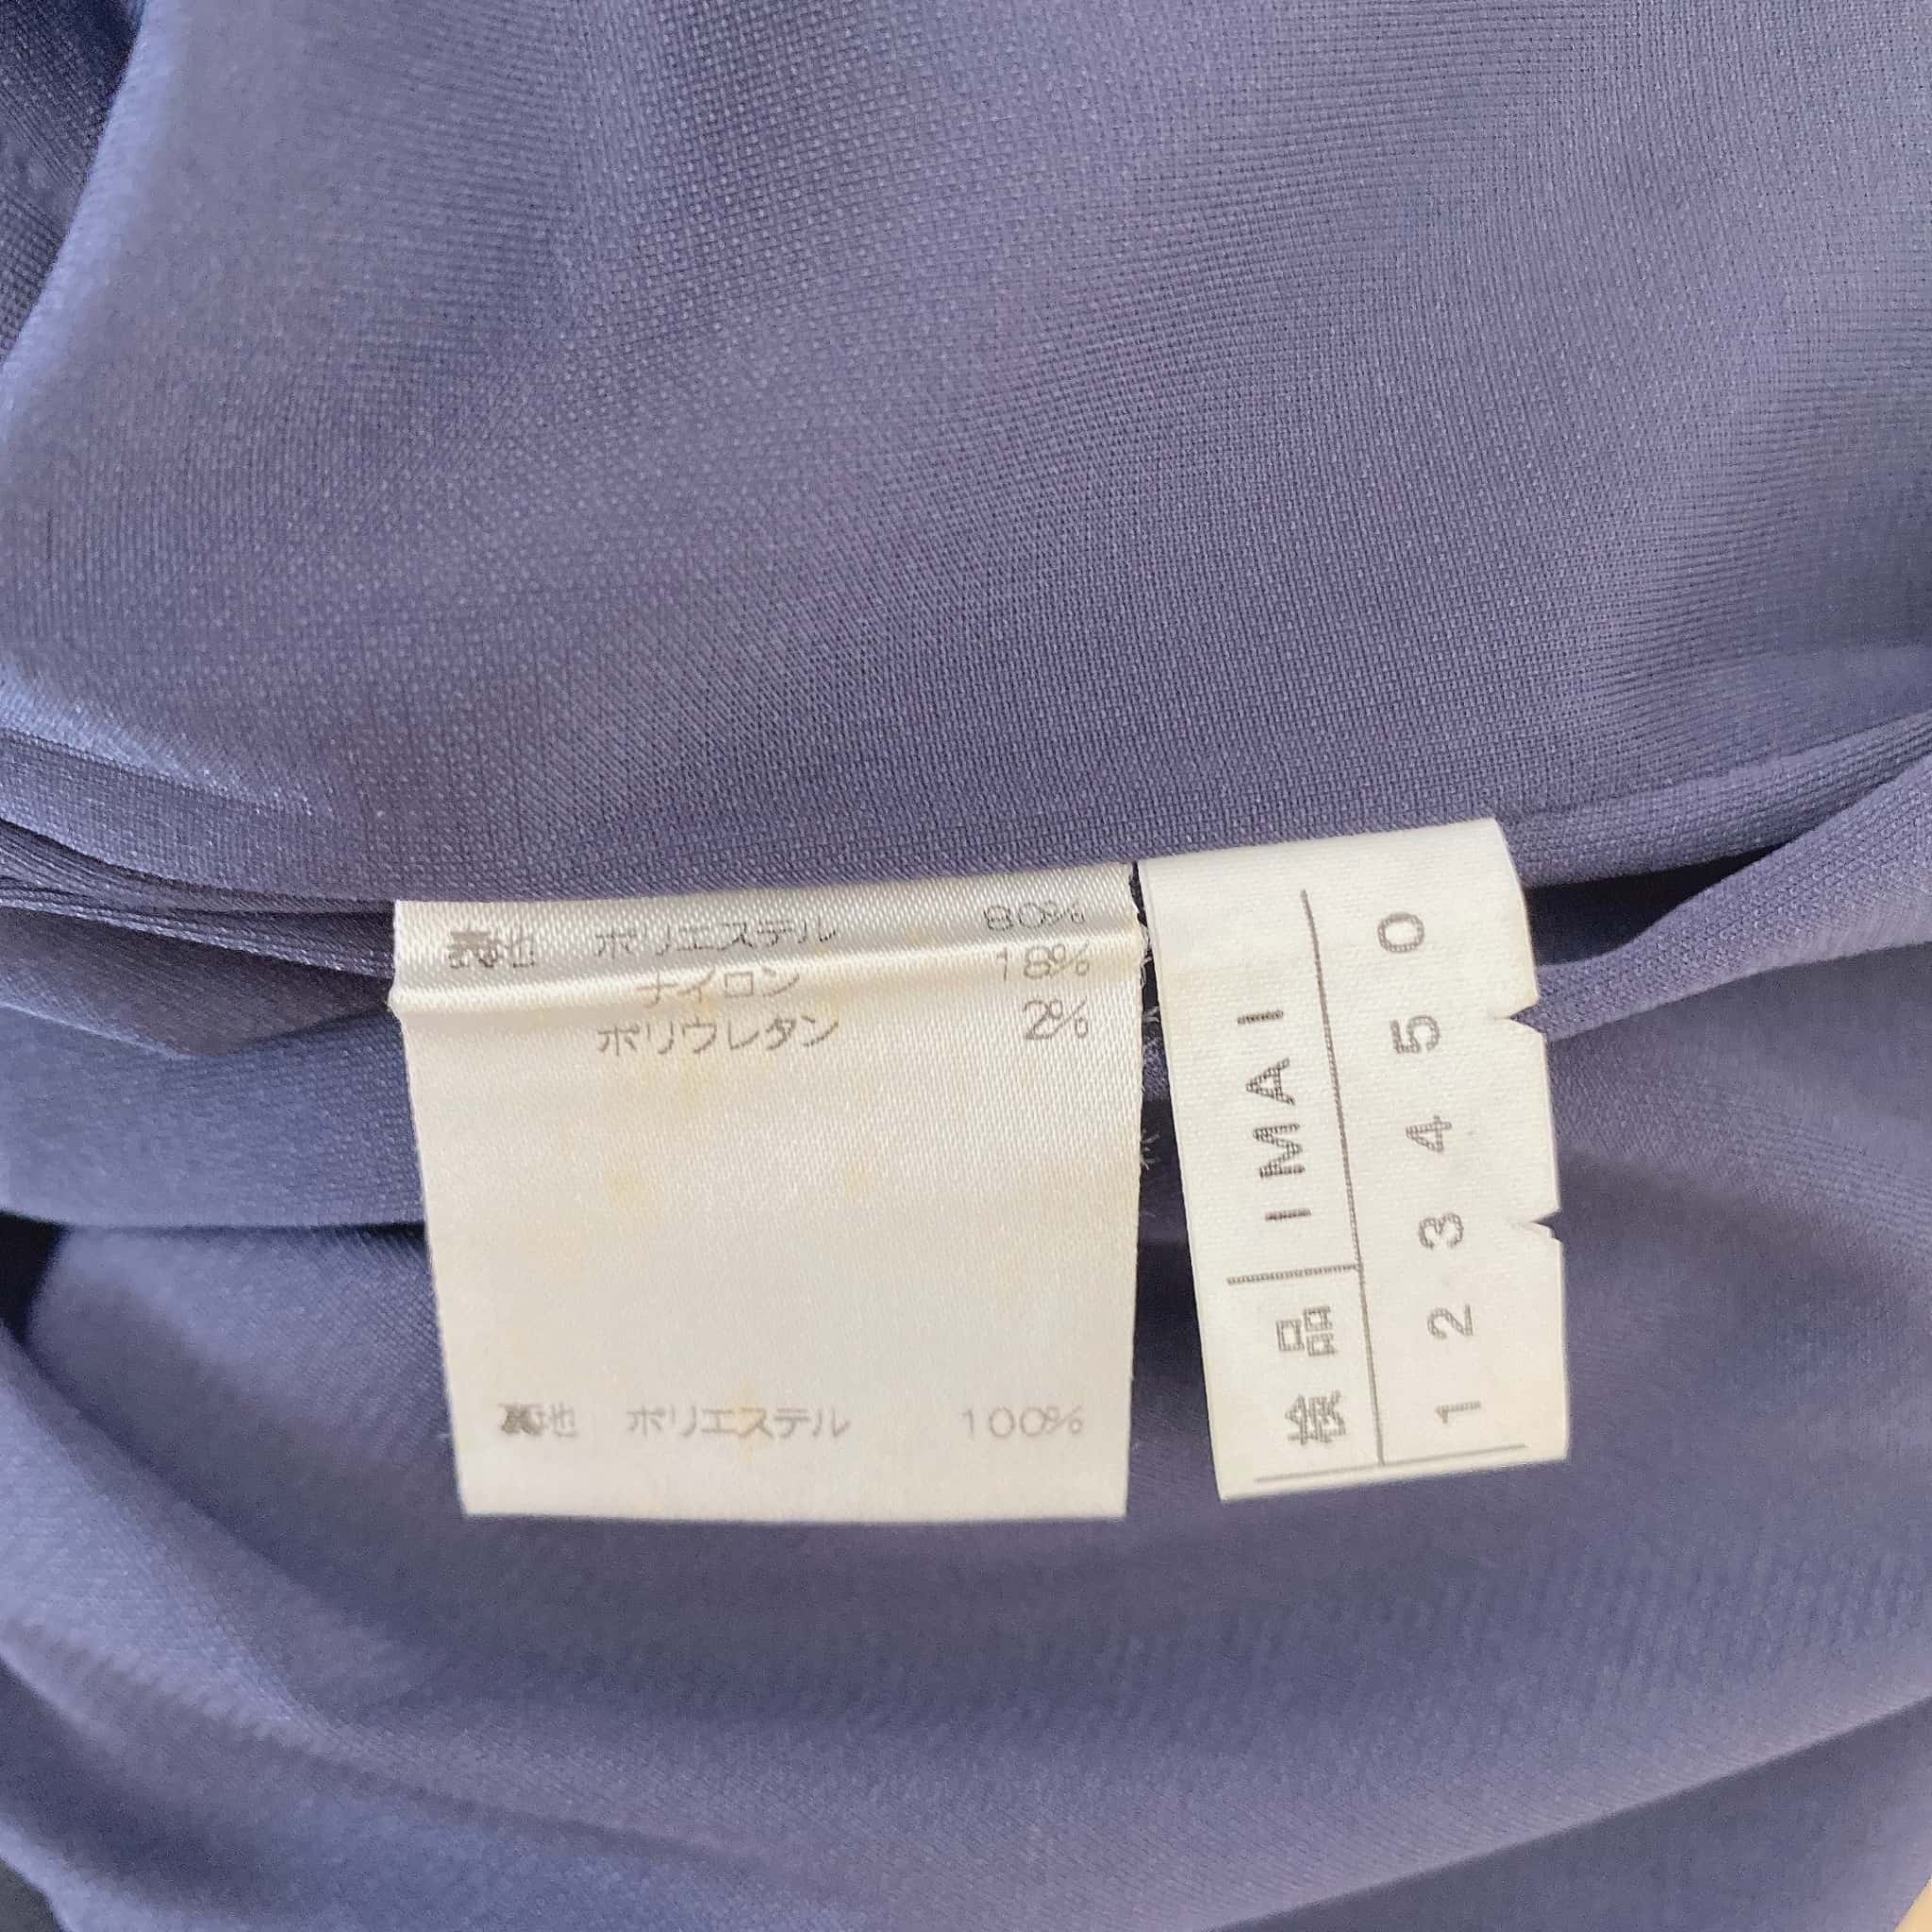 表地 ポリエステル 80%
ナイロン 18%
ポリウレタン 2%
裏地 ポリエステル 100%
検品 IMAI
1 2 3 4 5 0